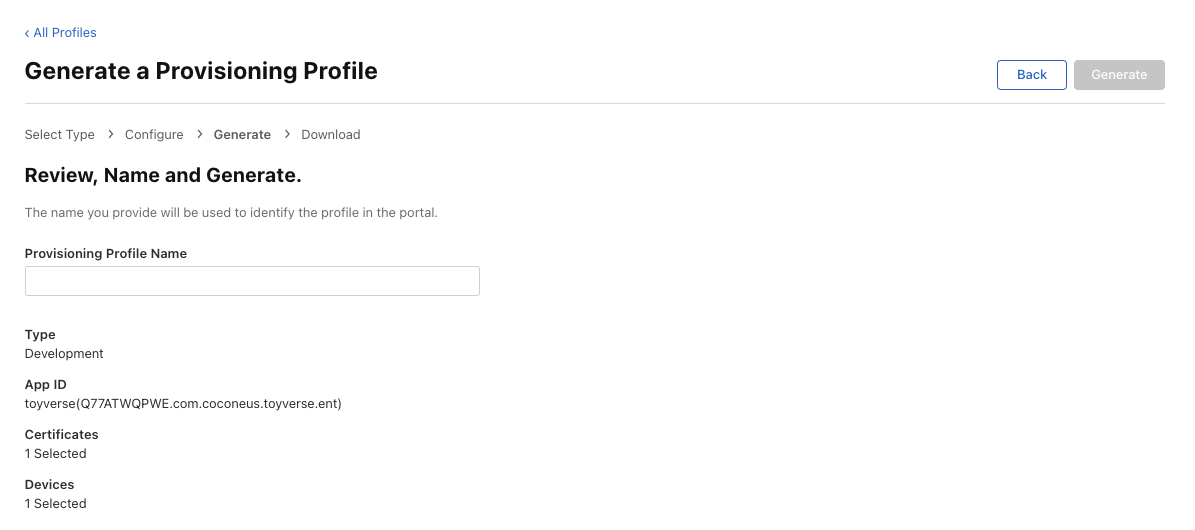 ‹ All Profiles
Generate a Provisioning Profile
Back
Generate
Select Type > Configure > Generate > Download
Review, Name and Generate.
The name you provide will be used to identify the profile in the portal.
Provisioning Profile Name
Type
Development
App ID
toyverse(Q77ATWQPWE.com.coconeus.toyverse.ent)
Certificates
1 Selected
Devices
1 Selected